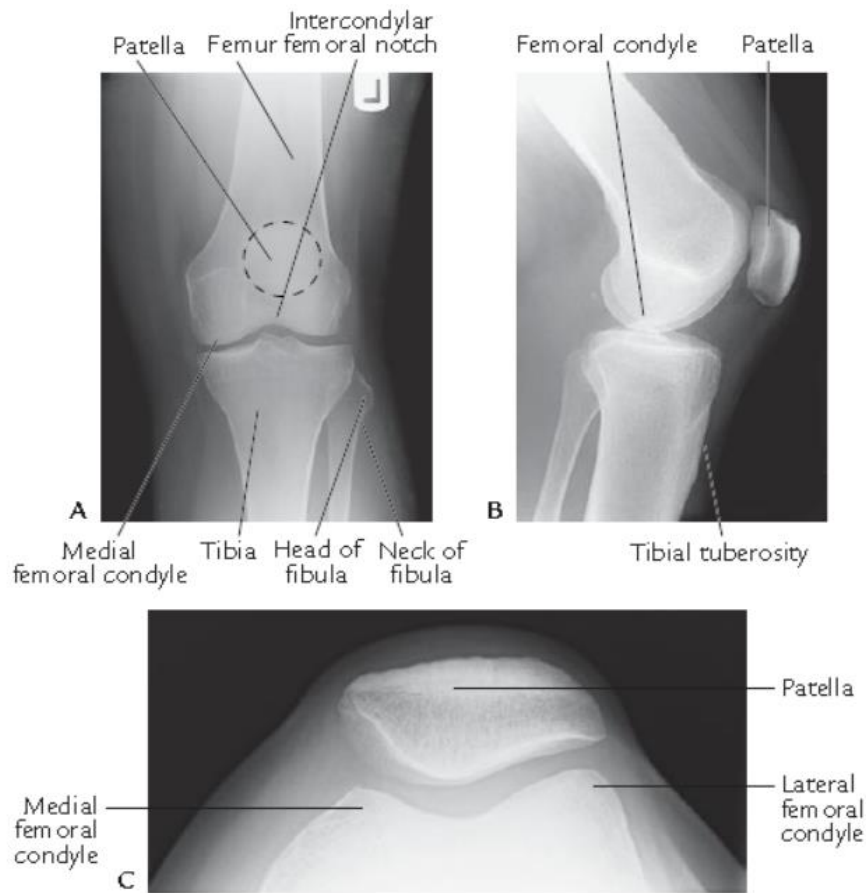 Patella
Femur
Intercondylar
femoral notch
L
A
Medial
femoral condyle
Tibia
Head of
fibula
Neck of
fibula
Femoral condyle
Patella
B
Tibial tuberosity
Patella
Medial
femoral
condyle
Lateral
femoral
condyle
C